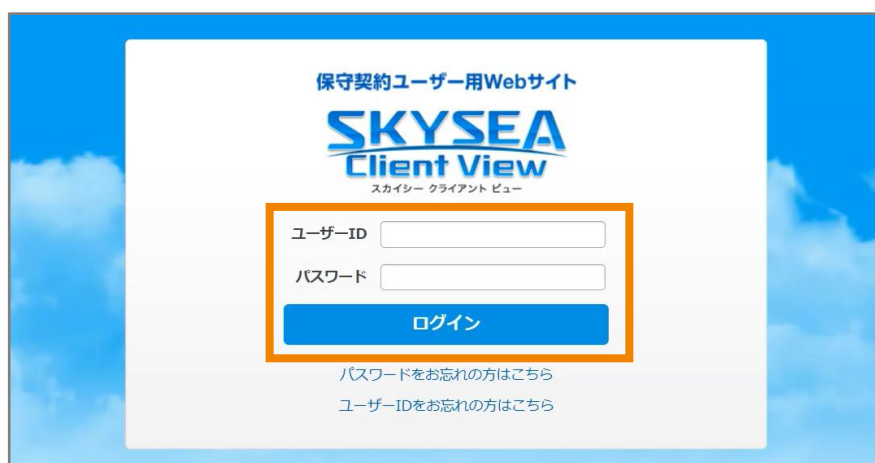 保守契約ユーザー用Webサイト
SKYSEA
Client View
スカイシー クライアント ビュー
ユーザーID
パスワード
ログイン
パスワードをお忘れの方はこちら
ユーザーIDをお忘れの方はこちら